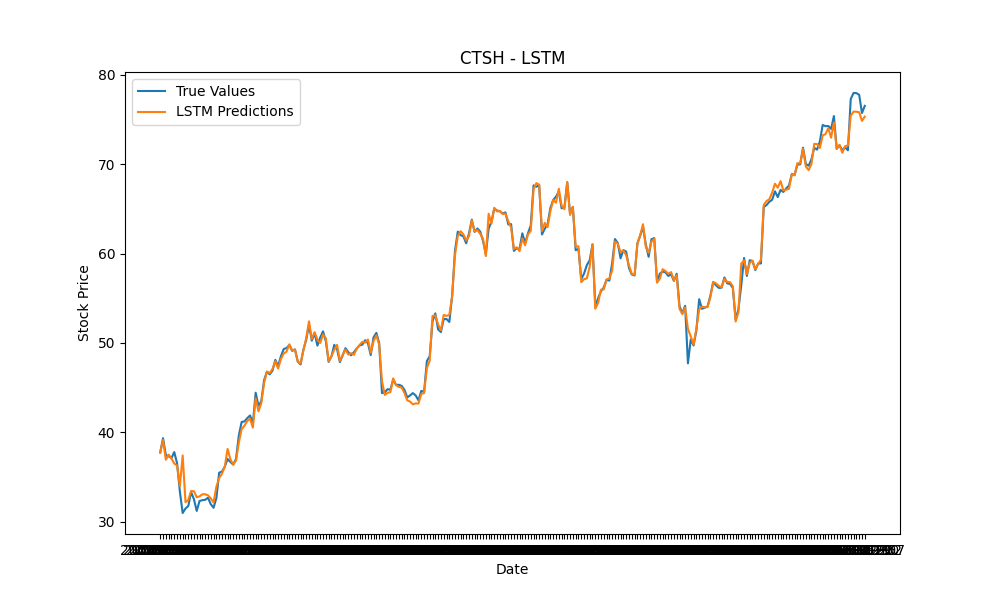 CTSH - LSTM
True Values
LSTM Predictions
80
70
60
50
40
30
Stock Price
Date